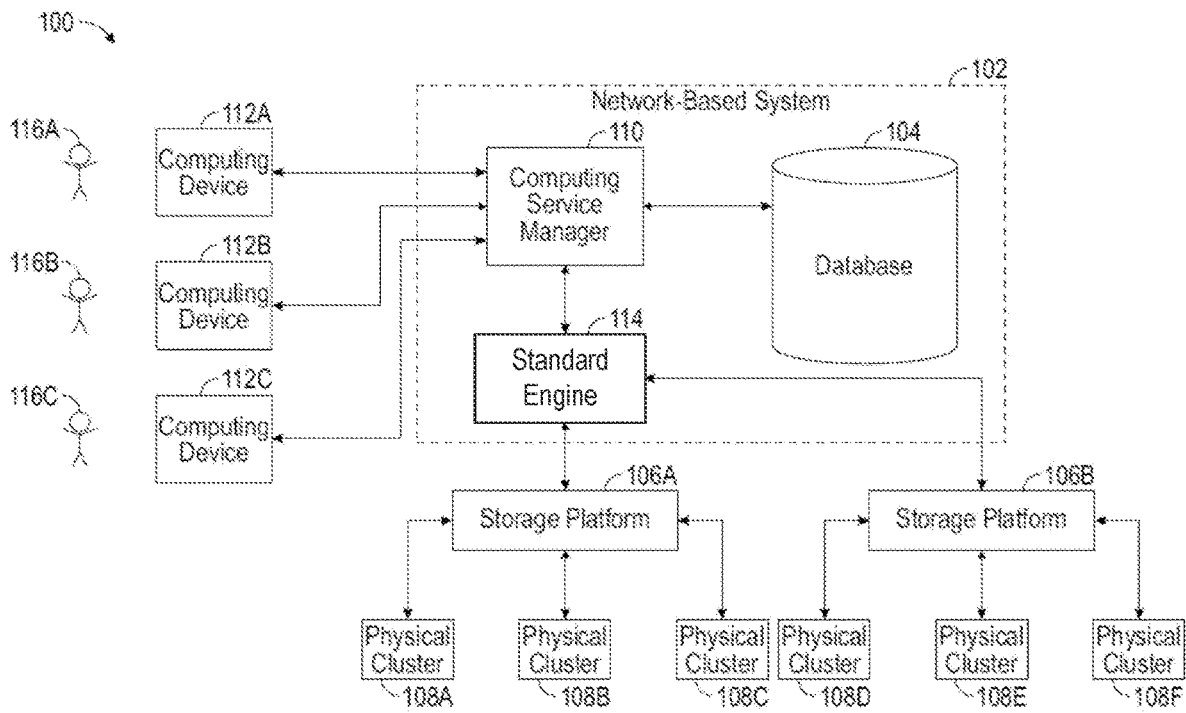 100
102
Network-Based System
116A
112A
Computing
Device
110
Computing
Service
Manager
104
Database
116B
112B
Computing
Device
114
Standard
Engine
116C
112C
Computing
Device
106A
Storage Platform
106B
Storage Platform
Physical
Cluster
108A
Physical
Cluster
108B
Physical
Cluster
108C
Physical
Cluster
108D
Physical
Cluster
108E
Physical
Cluster
108F